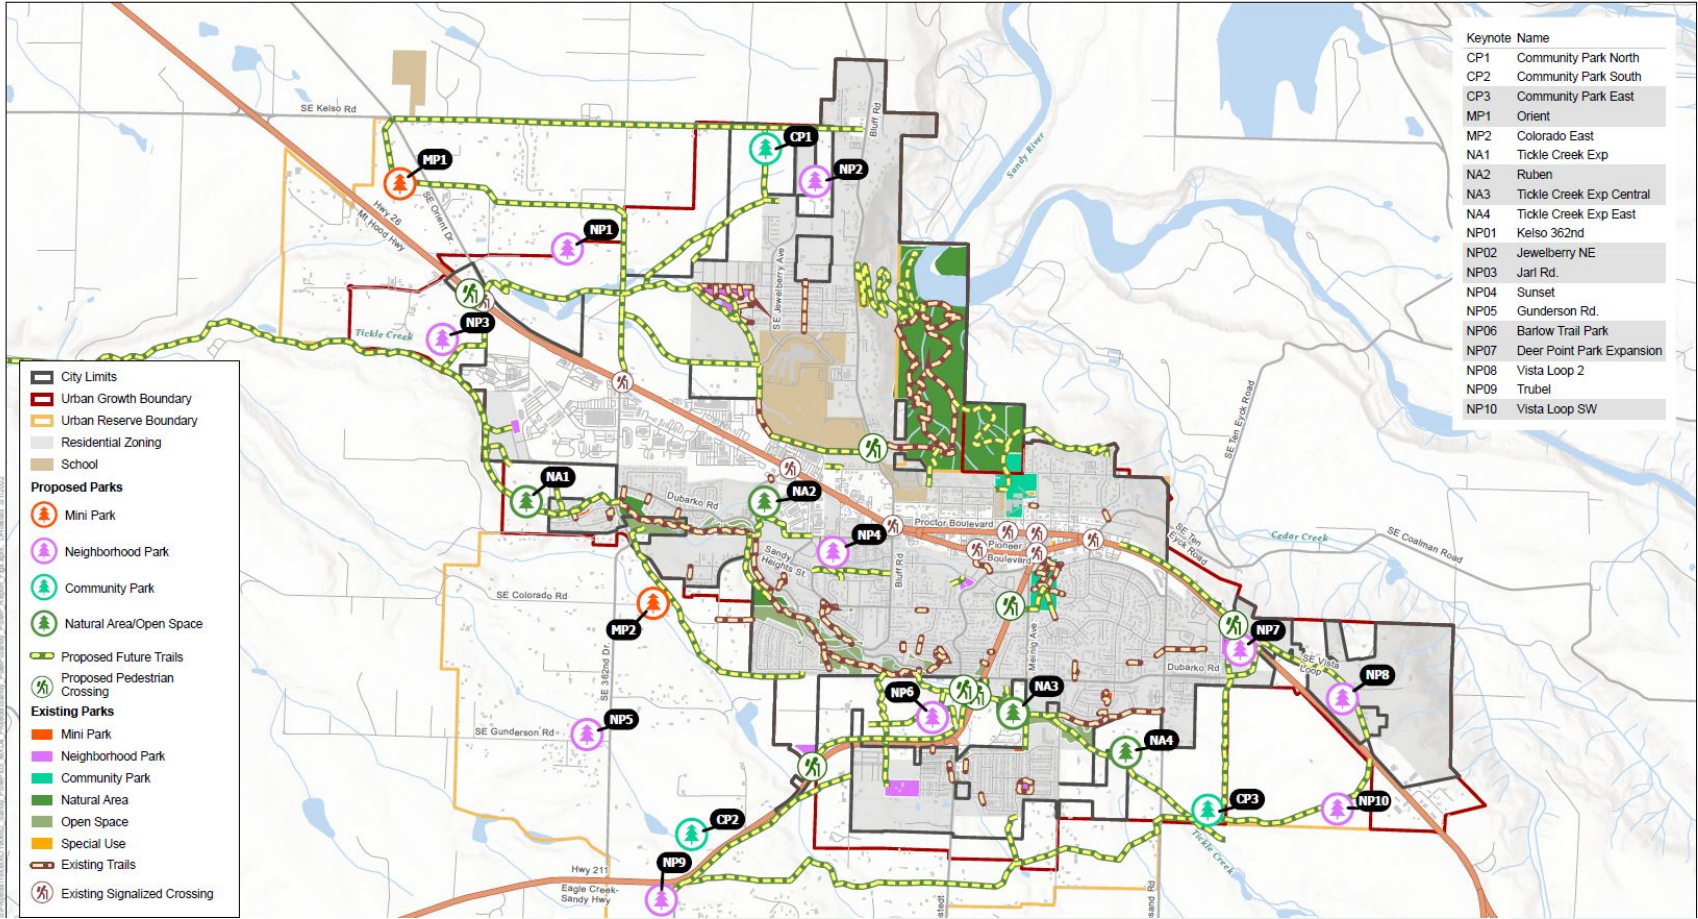 Keynote Name
CP1 Community Park North
CP2 Community Park South
CP3 Community Park East
MP1 Orient
MP2 Colorado East
NA1 Tickle Creek Exp
NA2 Ruben
NA3 Tickle Creek Exp Central
NA4 Tickle Creek Exp East
NP01 Kelso 362nd
NP02 Jewelberry NE
NP03 Jarl Rd.
NP04 Sunset
NP05 Gunderson Rd.
NP06 Barlow Trail Park
NP07 Deer Point Park Expansion
NP08 Vista Loop 2
NP09 Trubel
NP10 Vista Loop SW
SE Kelso Rd
Bluff Rd
CP1
MP1
NP2
Sandy River
SE Orient Dr.
Hwy 26
Mt Hood Hwy
NP1
SE Jewelberry Ave
NP3
Tickle Creek
SE Ten Eyck Road
NA1
NA2
Dubarko Rd
Proctor Boulevard
NP4
Pioneer
Boulevard
SE Ten
Eyck Road
Cedar Creek
SE Coalman Road
Sandy
Heights St.
Bluff Rd
SE Colorado Rd
MP2
Meinig Ave
NP7
Dubarko Rd
SE Vista
Loop
NP8
SE 362nd Dr.
NP6
NA3
NP5
SE Gunderson Rd
NA4
CP3
NP10
CP2
Tickle Creek
NP9
Hwy 211
Eagle Creek-
Sandy Hwy
City Limits
Urban Growth Boundary
Urban Reserve Boundary
Residential Zoning
School
Proposed Parks
Mini Park
Neighborhood Park
Community Park
Natural Area/Open Space
Proposed Future Trails
Proposed Pedestrian
Crossing
Existing Parks
Mini Park
Neighborhood Park
Community Park
Natural Area
Open Space
Special Use
Existing Trails
Existing Signalized Crossing